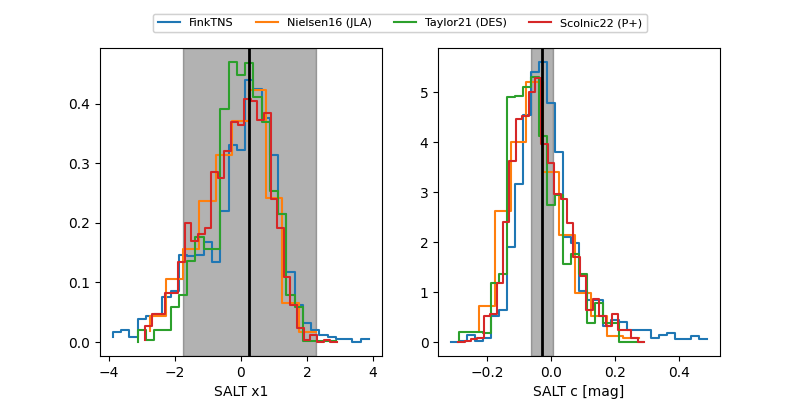 FinkTNS Nielsen16 (JLA) Taylor21 (DES) Scolnic22 (P+)
0.4
0.3
0.2
0.1
0.0
−4 −2 0 2 4
SALT x1
5
4
3
2
1
0
−0.2 0.0 0.2 0.4
SALT c [mag]